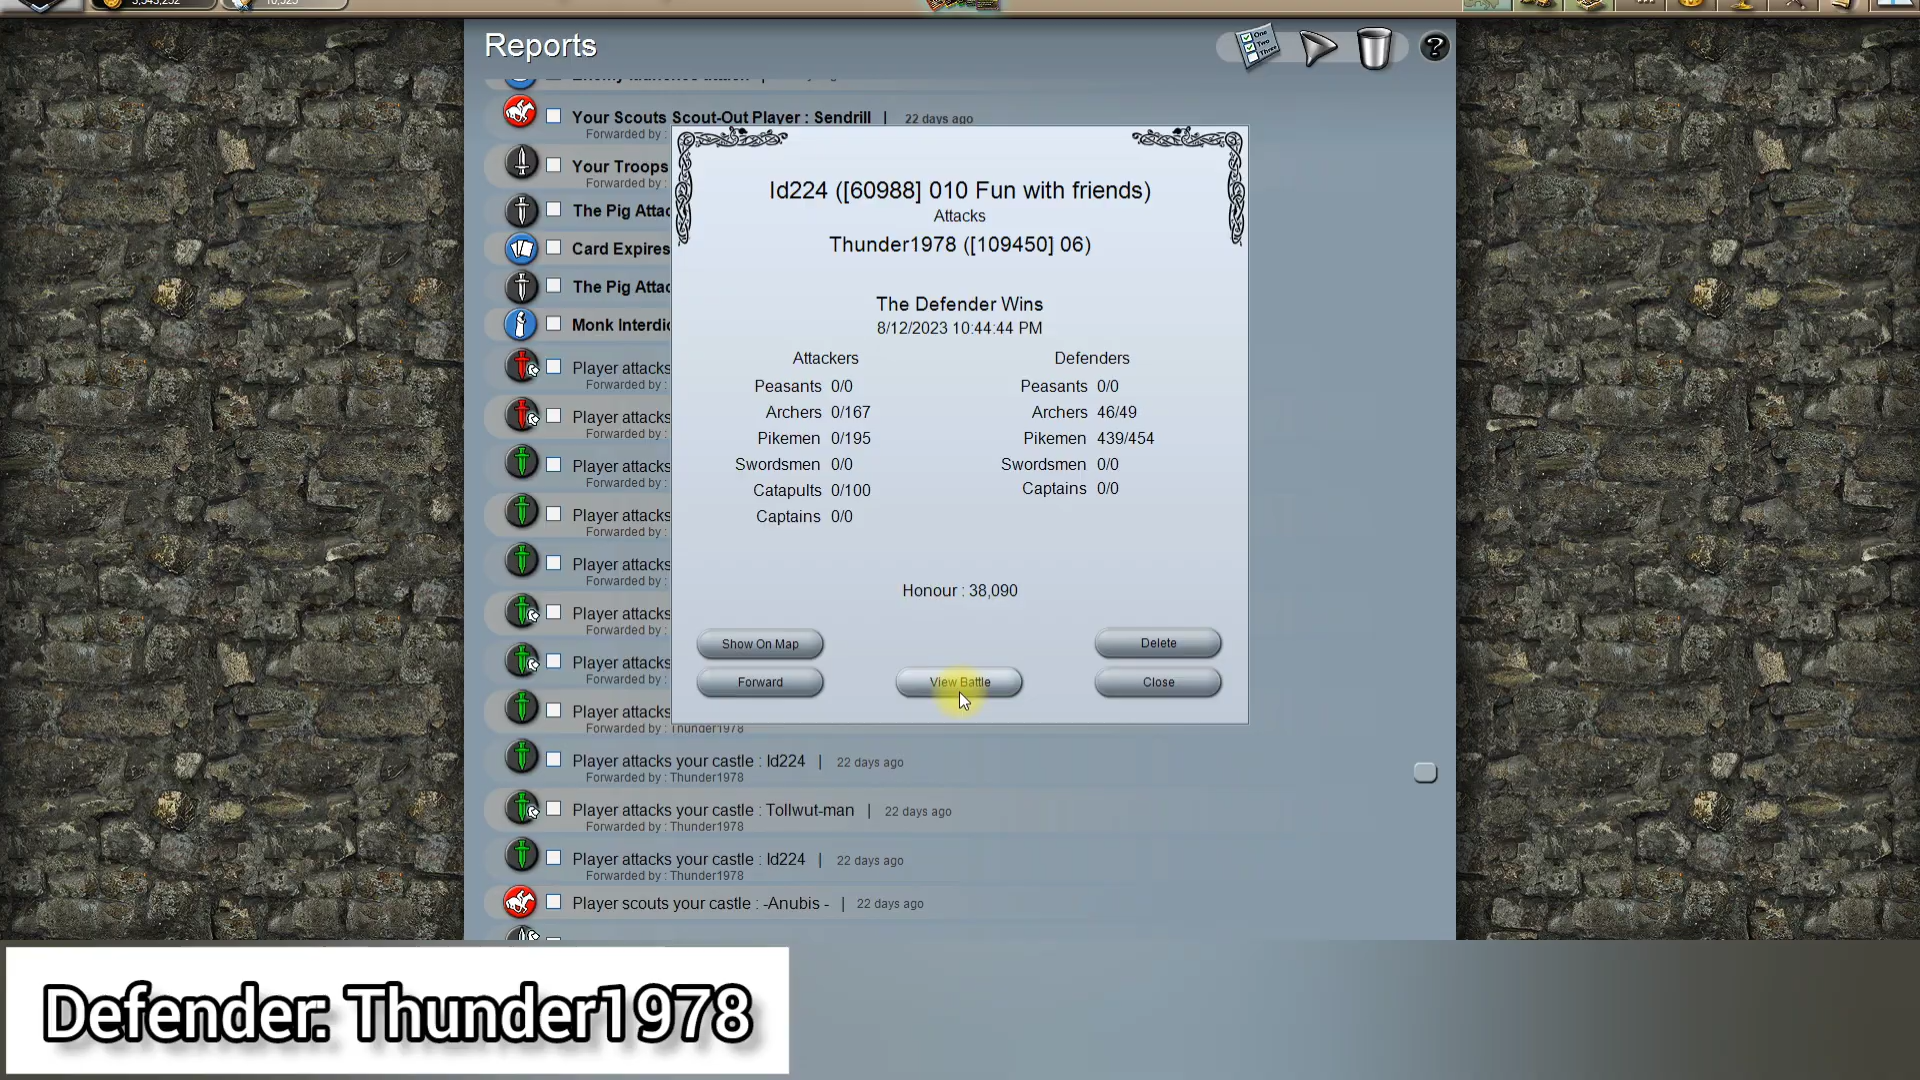 Reports
Your Scouts Scout-Out Player : Sendrill | 22 days ago
Forwarded by :
Your Troops
Forwarded by :
The Pig Attac
Card Expires
The Pig Attac
Monk Interdic
Player attacks
Forwarded by :
Player attacks
Forwarded by :
Player attacks
Forwarded by :
Player attacks
Forwarded by :
Player attacks
Forwarded by :
Player attacks
Forwarded by :
Player attacks
Forwarded by :
Player attacks
Forwarded by : Thunder1978
Player attacks your castle : Id224 | 22 days ago
Forwarded by : Thunder1978
Player attacks your castle : Tollwut-man | 22 days ago
Forwarded by : Thunder1978
Player attacks your castle : Id224 | 22 days ago
Forwarded by : Thunder1978
Player scouts your castle : -Anubis - | 22 days ago
One
Two
Three
?
Id224 ([60988] 010 Fun with friends)
Attacks
Thunder1978 ([109450] 06)
The Defender Wins
8/12/2023 10:44:44 PM
Attackers Defenders
Peasants 0/0 Peasants 0/0
Archers 0/167 Archers 46/49
Pikemen 0/195 Pikemen 439/454
Swordsmen 0/0 Swordsmen 0/0
Catapults 0/100 Captains 0/0
Captains 0/0
Honour : 38,090
Show On Map Delete
Forward View Battle Close
Defender: Thunder1978